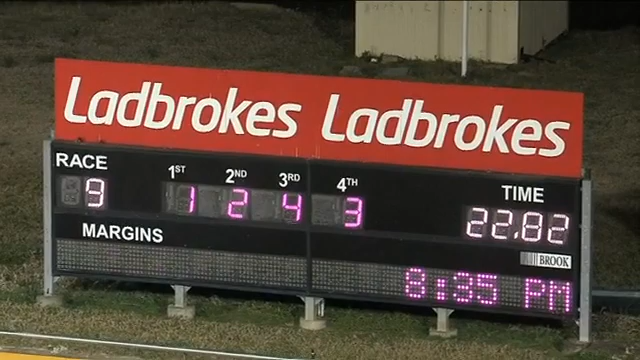 Ladbrokes Ladbrokes
RACE 1ST 2ND 3RD 4TH TIME
9 1 2 4 3 22.82
MARGINS
BROOK
8:35 PM